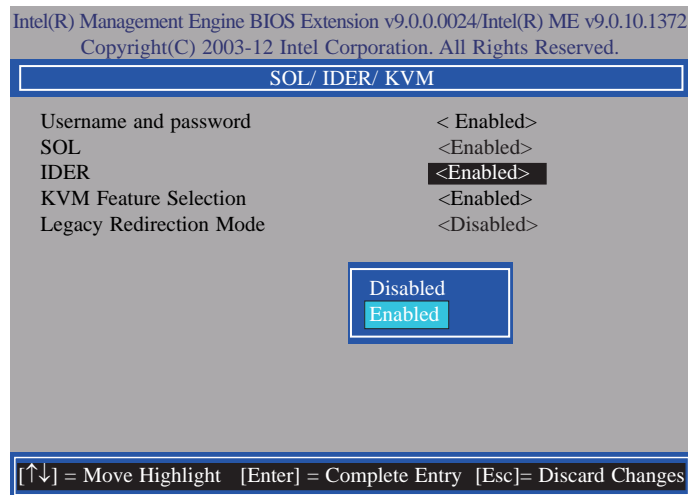 Intel(R) Management Engine BIOS Extension v9.0.0.0024/Intel(R) ME v9.0.10.1372
Copyright(C) 2003-12 Intel Corporation. All Rights Reserved.
SOL/ IDER/ KVM
Username and password < Enabled>
SOL <Enabled>
IDER <Enabled>
KVM Feature Selection <Enabled>
Legacy Redirection Mode <Disabled>
Disabled
Enabled
[↑↓] = Move Highlight [Enter] = Complete Entry [Esc]= Discard Changes